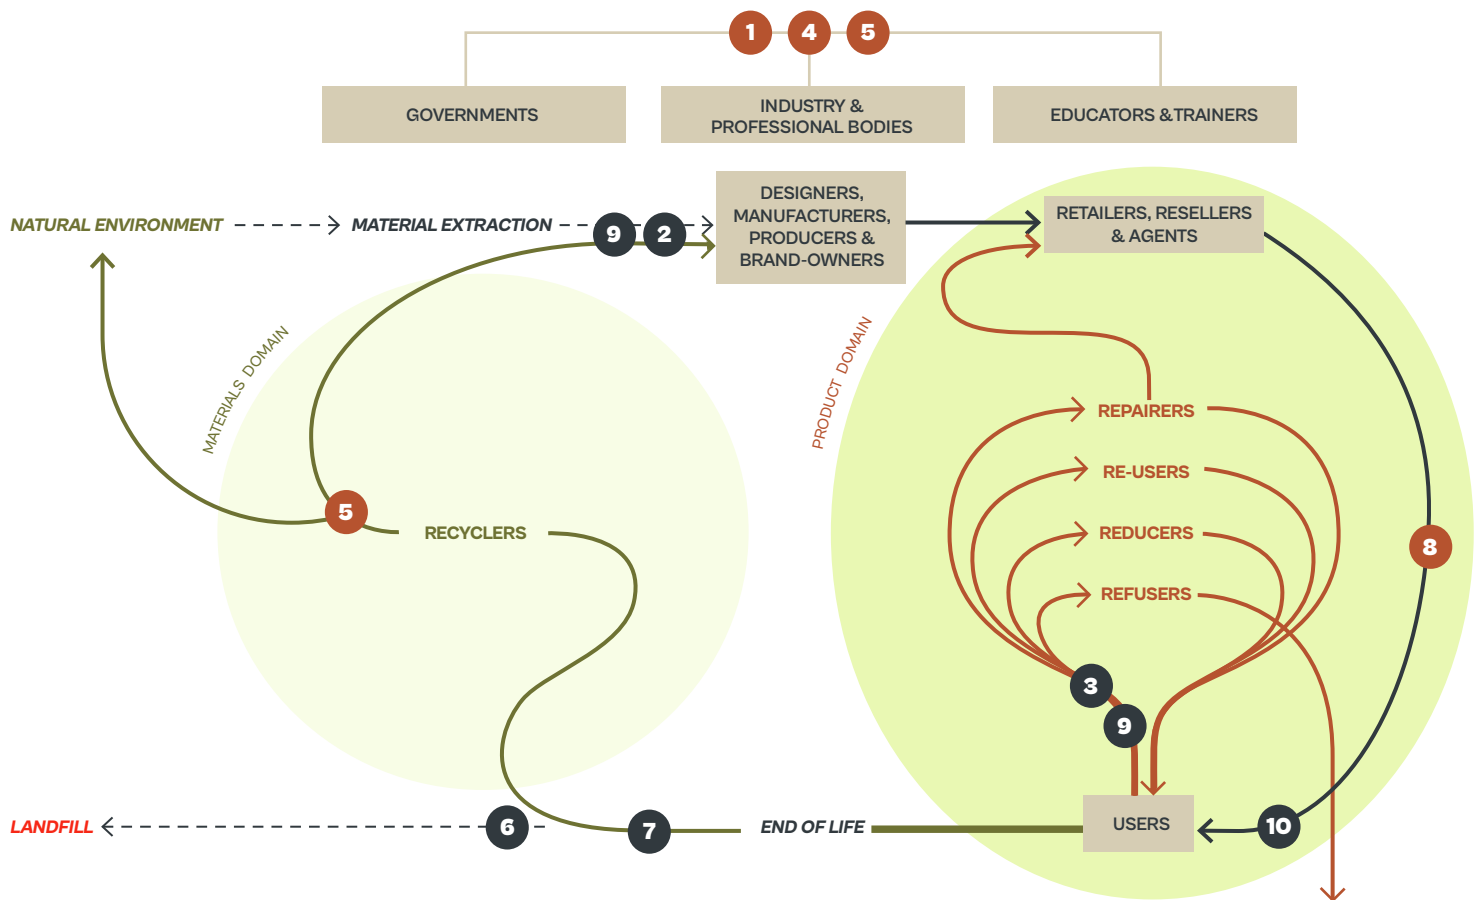 1 4 5
GOVERNMENTS
INDUSTRY &
PROFESSIONAL BODIES
EDUCATORS & TRAINERS
NATURAL ENVIRONMENT
MATERIAL EXTRACTION
9 2
DESIGNERS,
MANUFACTURERS,
PRODUCERS &
BRAND-OWNERS
RETAILERS, RESELLERS
& AGENTS
MATERIALS DOMAIN
PRODUCT DOMAIN
REPAIRERS
RE-USERS
REDUCERS
REFUSERS
5
RECYCLERS
8
3
9
LANDFILL
6
7
END OF LIFE
USERS
10